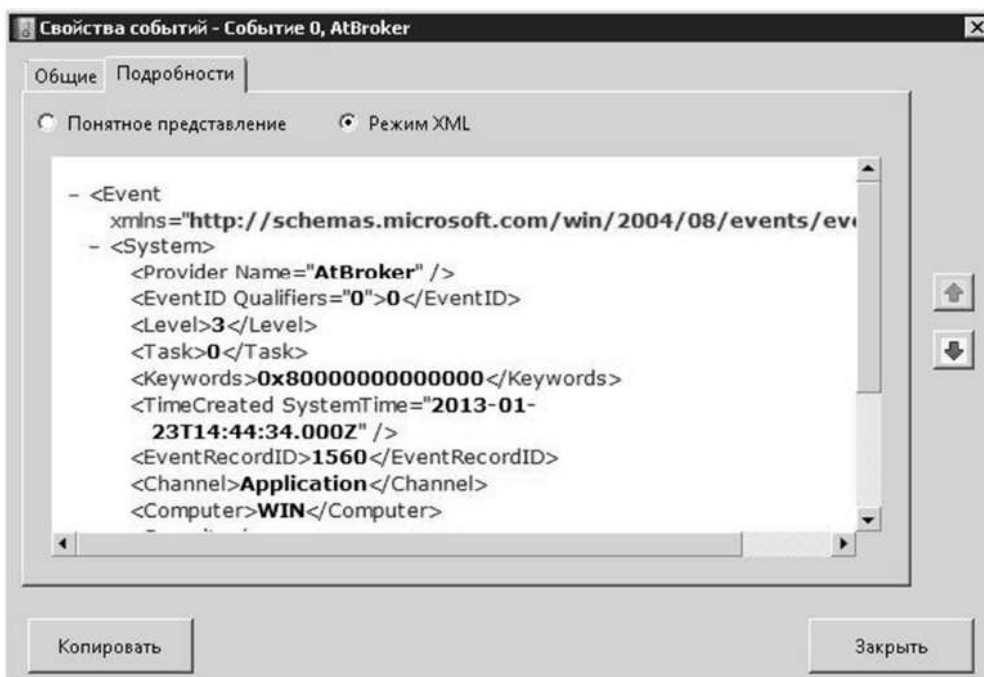 Свойства событий - Событие 0, AtBroker
Общие
Подробности
Понятное представление
Режим XML
– <Event
xmlns="http://schemas.microsoft.com/win/2004/08/events/eve
– <System>
<Provider Name="AtBroker" />
<EventID Qualifiers="0">0</EventID>
<Level>3</Level>
<Task>0</Task>
<Keywords>0x80000000000000</Keywords>
<TimeCreated SystemTime="2013-01-
23T14:44:34.000Z" />
<EventRecordID>1560</EventRecordID>
<Channel>Application</Channel>
<Computer>WIN</Computer>
Копировать
Закрыть